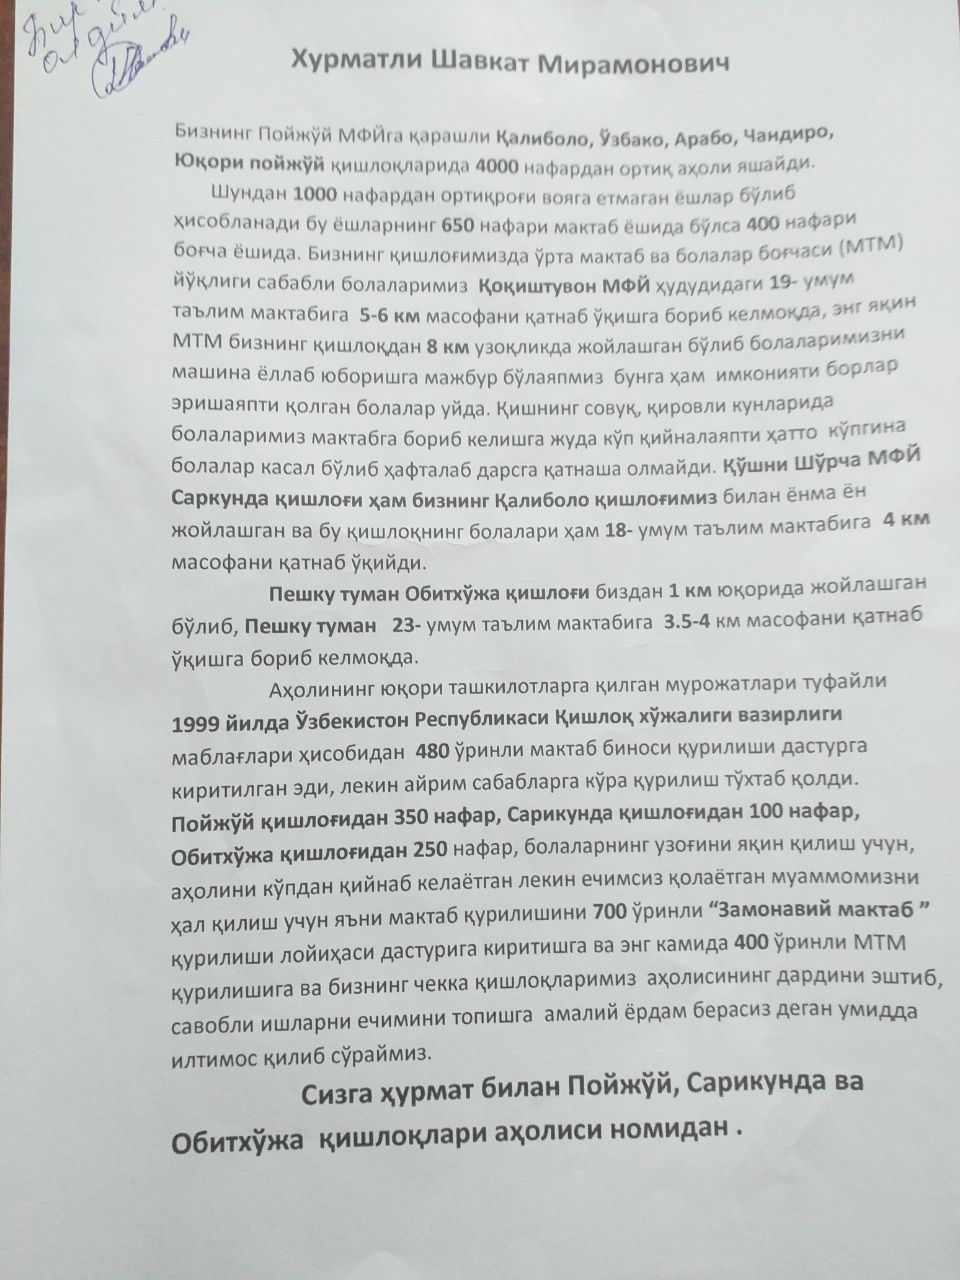 Бир
Хурматли Шавкат Мирамонович
Бизнинг Пойжўй МФЙга қарашли Қалиболо, Ўзбако, Арабо, Чандиро,
Юқори пойжўй қишлоқларида 4000 нафардан ортиқ аҳоли яшайди.
Шундан 1000 нафардан ортиқроғи вояга етмаган ёшлар бўлиб
ҳисобланади бу ёшларнинг 650 нафари мактаб ёшида бўлса 400 нафари
боғча ёшида. Бизнинг қишлоғимизда ўрта мактаб ва болалар боғчаси (МТМ)
йўқлиги сабабли болаларимиз Қоқиштувон МФЙ ҳудудидаги 19- умум
таълим мактабига 5-6 км масофани қатнаб ўқишга бориб келмоқда, энг яқин
МТМ бизнинг қишлоқдан 8 км узоқликда жойлашган бўлиб болаларимизни
машина ёллаб юборишга мажбур бўлаяпмиз бунга ҳам имконияти борлар
эришаяпти қолган болалар уйда. Қишнинг совуқ, қировли кунларида
болаларимиз мактабга бориб келишга жуда кўп қийналаяпти ҳатто кўпгина
болалар касал бўлиб ҳафталаб дарсга қатнаша олмайди. Қўшни Шўрча МФЙ
Саркунда қишлоғи ҳам бизнинг Қалиболо қишлоғимиз билан ёнма ён
жойлашган ва бу қишлоқнинг болалари ҳам 18- умум таълим мактабига 4 км
масофани қатнаб ўқийди.
Пешку туман Обитхўжа қишлоғи биздан 1 км юқорида жойлашган
бўлиб, Пешку туман 23- умум таълим мактабига 3.5-4 км масофани қатнаб
ўқишга бориб келмоқда.
Аҳолининг юқори ташкилотларга қилган мурожатлари туфайли
1999 йилда Ўзбекистон Республикаси Қишлоқ хўжалиги вазирлиги
маблағлари ҳисобидан 480 ўринли мактаб биноси қурилиши дастурга
киритилган эди, лекин айрим сабабларга кўра қурилиш тўхтаб қолди.
Пойжўй қишлоғидан 350 нафар, Сарикунда қишлоғидан 100 нафар,
Обитхўжа қишлоғидан 250 нафар, болаларнинг узоғини яқин қилиш учун,
аҳолини кўпдан қийнаб келаётган лекин ечимсиз қолаётган муаммомизни
ҳал қилиш учун яъни мактаб қурилишини 700 ўринли “Замонавий мактаб ”
қурилиши лойиҳаси дастурига киритишга ва энг камида 400 ўринли МТМ
қурилишига ва бизнинг чекка қишлоқларимиз аҳолисининг дардини эштиб,
савобли ишларни ечимини топишга амалий ёрдам берасиз деган умидда
илтимос қилиб сўраймиз.
Сизга ҳурмат билан Пойжўй, Сарикунда ва
Обитхўжа қишлоқлари аҳолиси номидан .